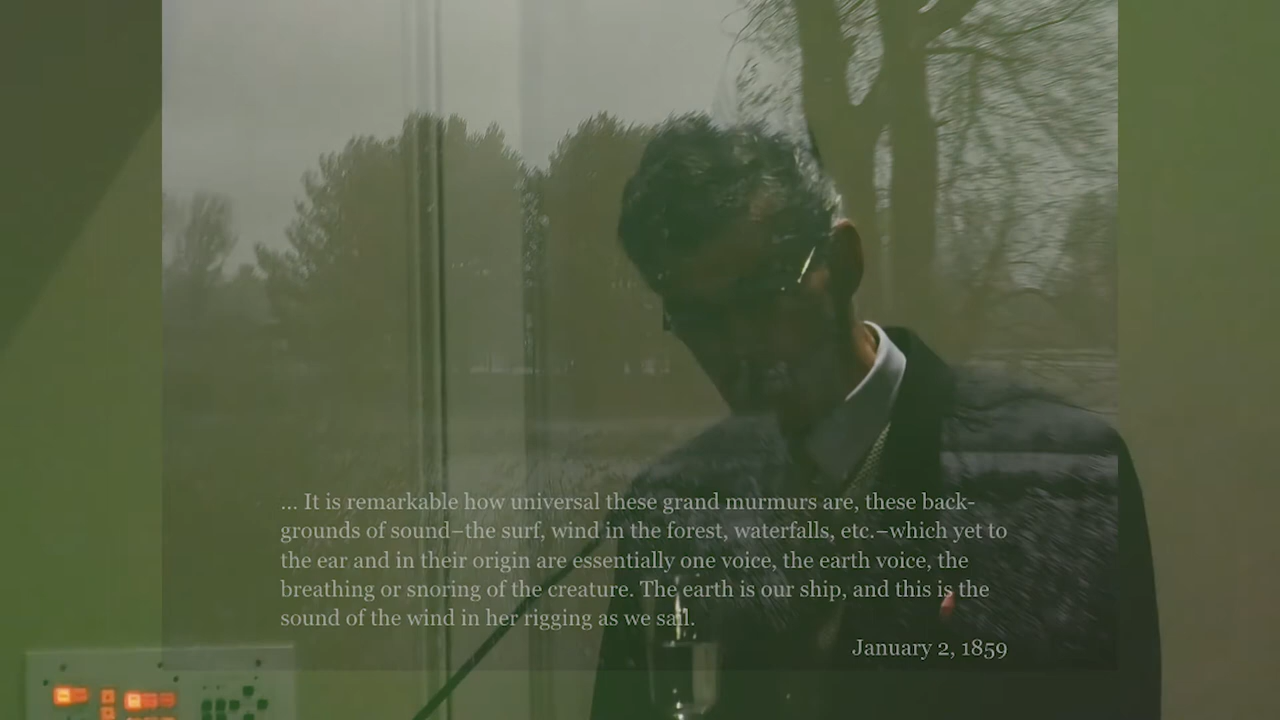 ... It is remarkable how universal these grand murmurs are, these back-
grounds of sound–the surf, wind in the forest, waterfalls, etc.–which yet to
the ear and in their origin are essentially one voice, the earth voice, the
breathing or snoring of the creature. The earth is our ship, and this is the
sound of the wind in her rigging as we sail.
January 2, 1859